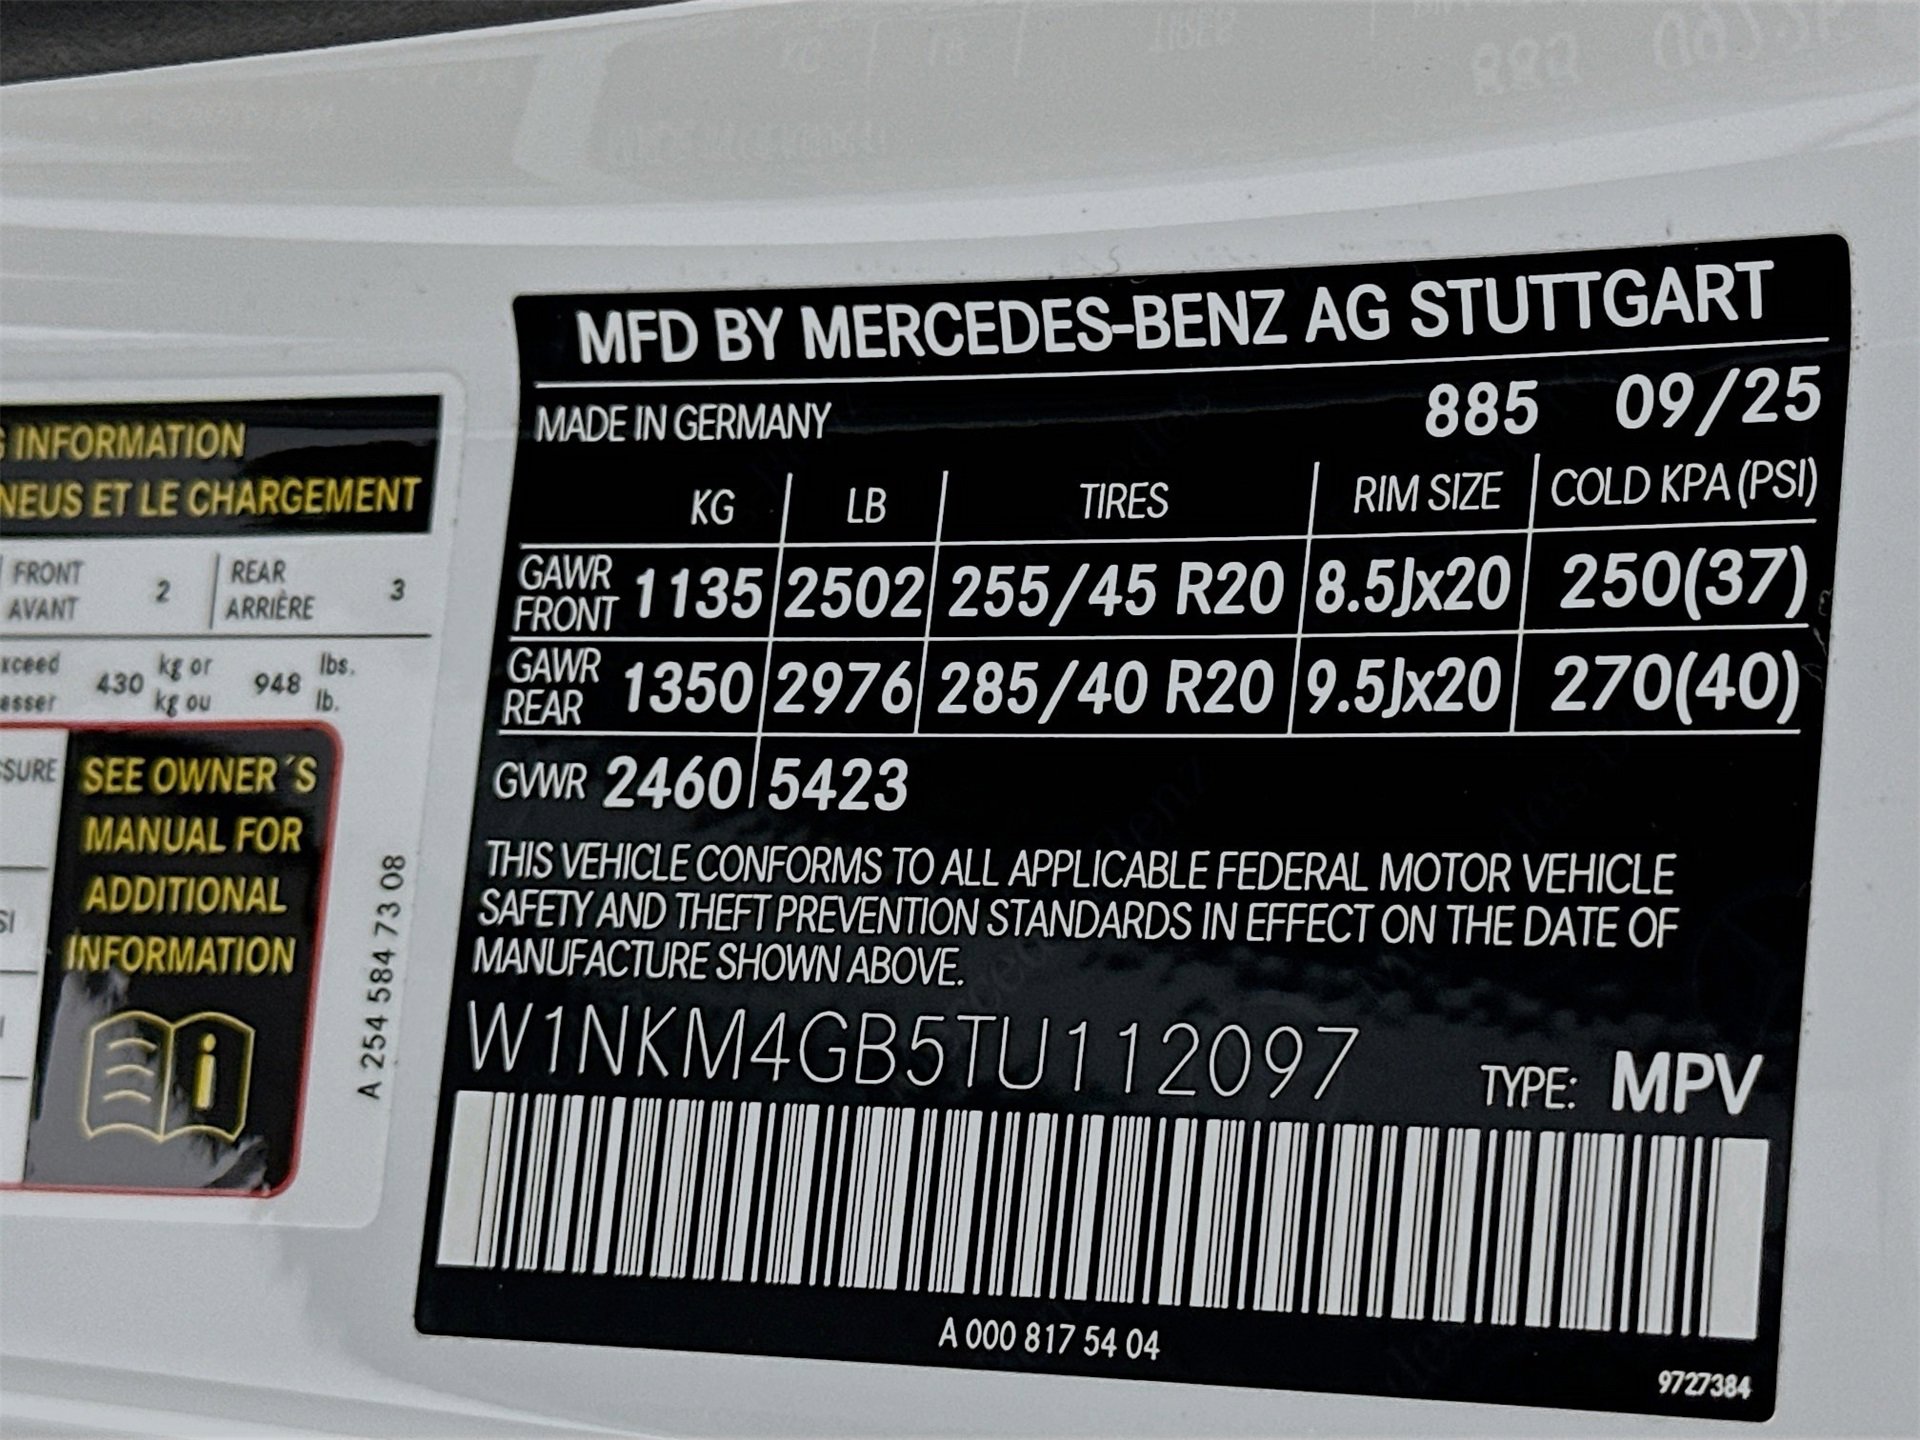 MFD BY MERCEDES-BENZ AG STUTTGART
MADE IN GERMANY 885 09/25
KG LB TIRES RIM SIZE COLD KPA (PSI)
GAWR FRONT 1135 2502 255/45 R20 8.5Jx20 250(37)
GAWR REAR 1350 2976 285/40 R20 9.5Jx20 270(40)
GVWR 2460 5423
THIS VEHICLE CONFORMS TO ALL APPLICABLE FEDERAL MOTOR VEHICLE
SAFETY AND THEFT PREVENTION STANDARDS IN EFFECT ON THE DATE OF
MANUFACTURE SHOWN ABOVE.
W1NKM4GB5TU112097 TYPE: MPV
A 000 817 54 04
9727384
INFORMATION
ET LE CHARGEMENT
FRONT 2 REAR 3
AVANT ARRIÈRE
430 kg or 948 lbs.
kg ou lb.
SEE OWNER´S
MANUAL FOR
ADDITIONAL
INFORMATION
A 254 584 73 08